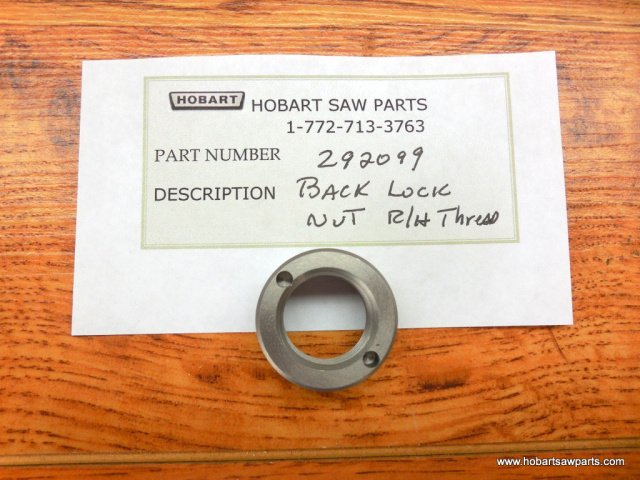 HOBART HOBART SAW PARTS
1-772-713-3763
PART NUMBER 292099
DESCRIPTION BACK LOCK
NUT R/H Thread
www.hobartsawparts.com